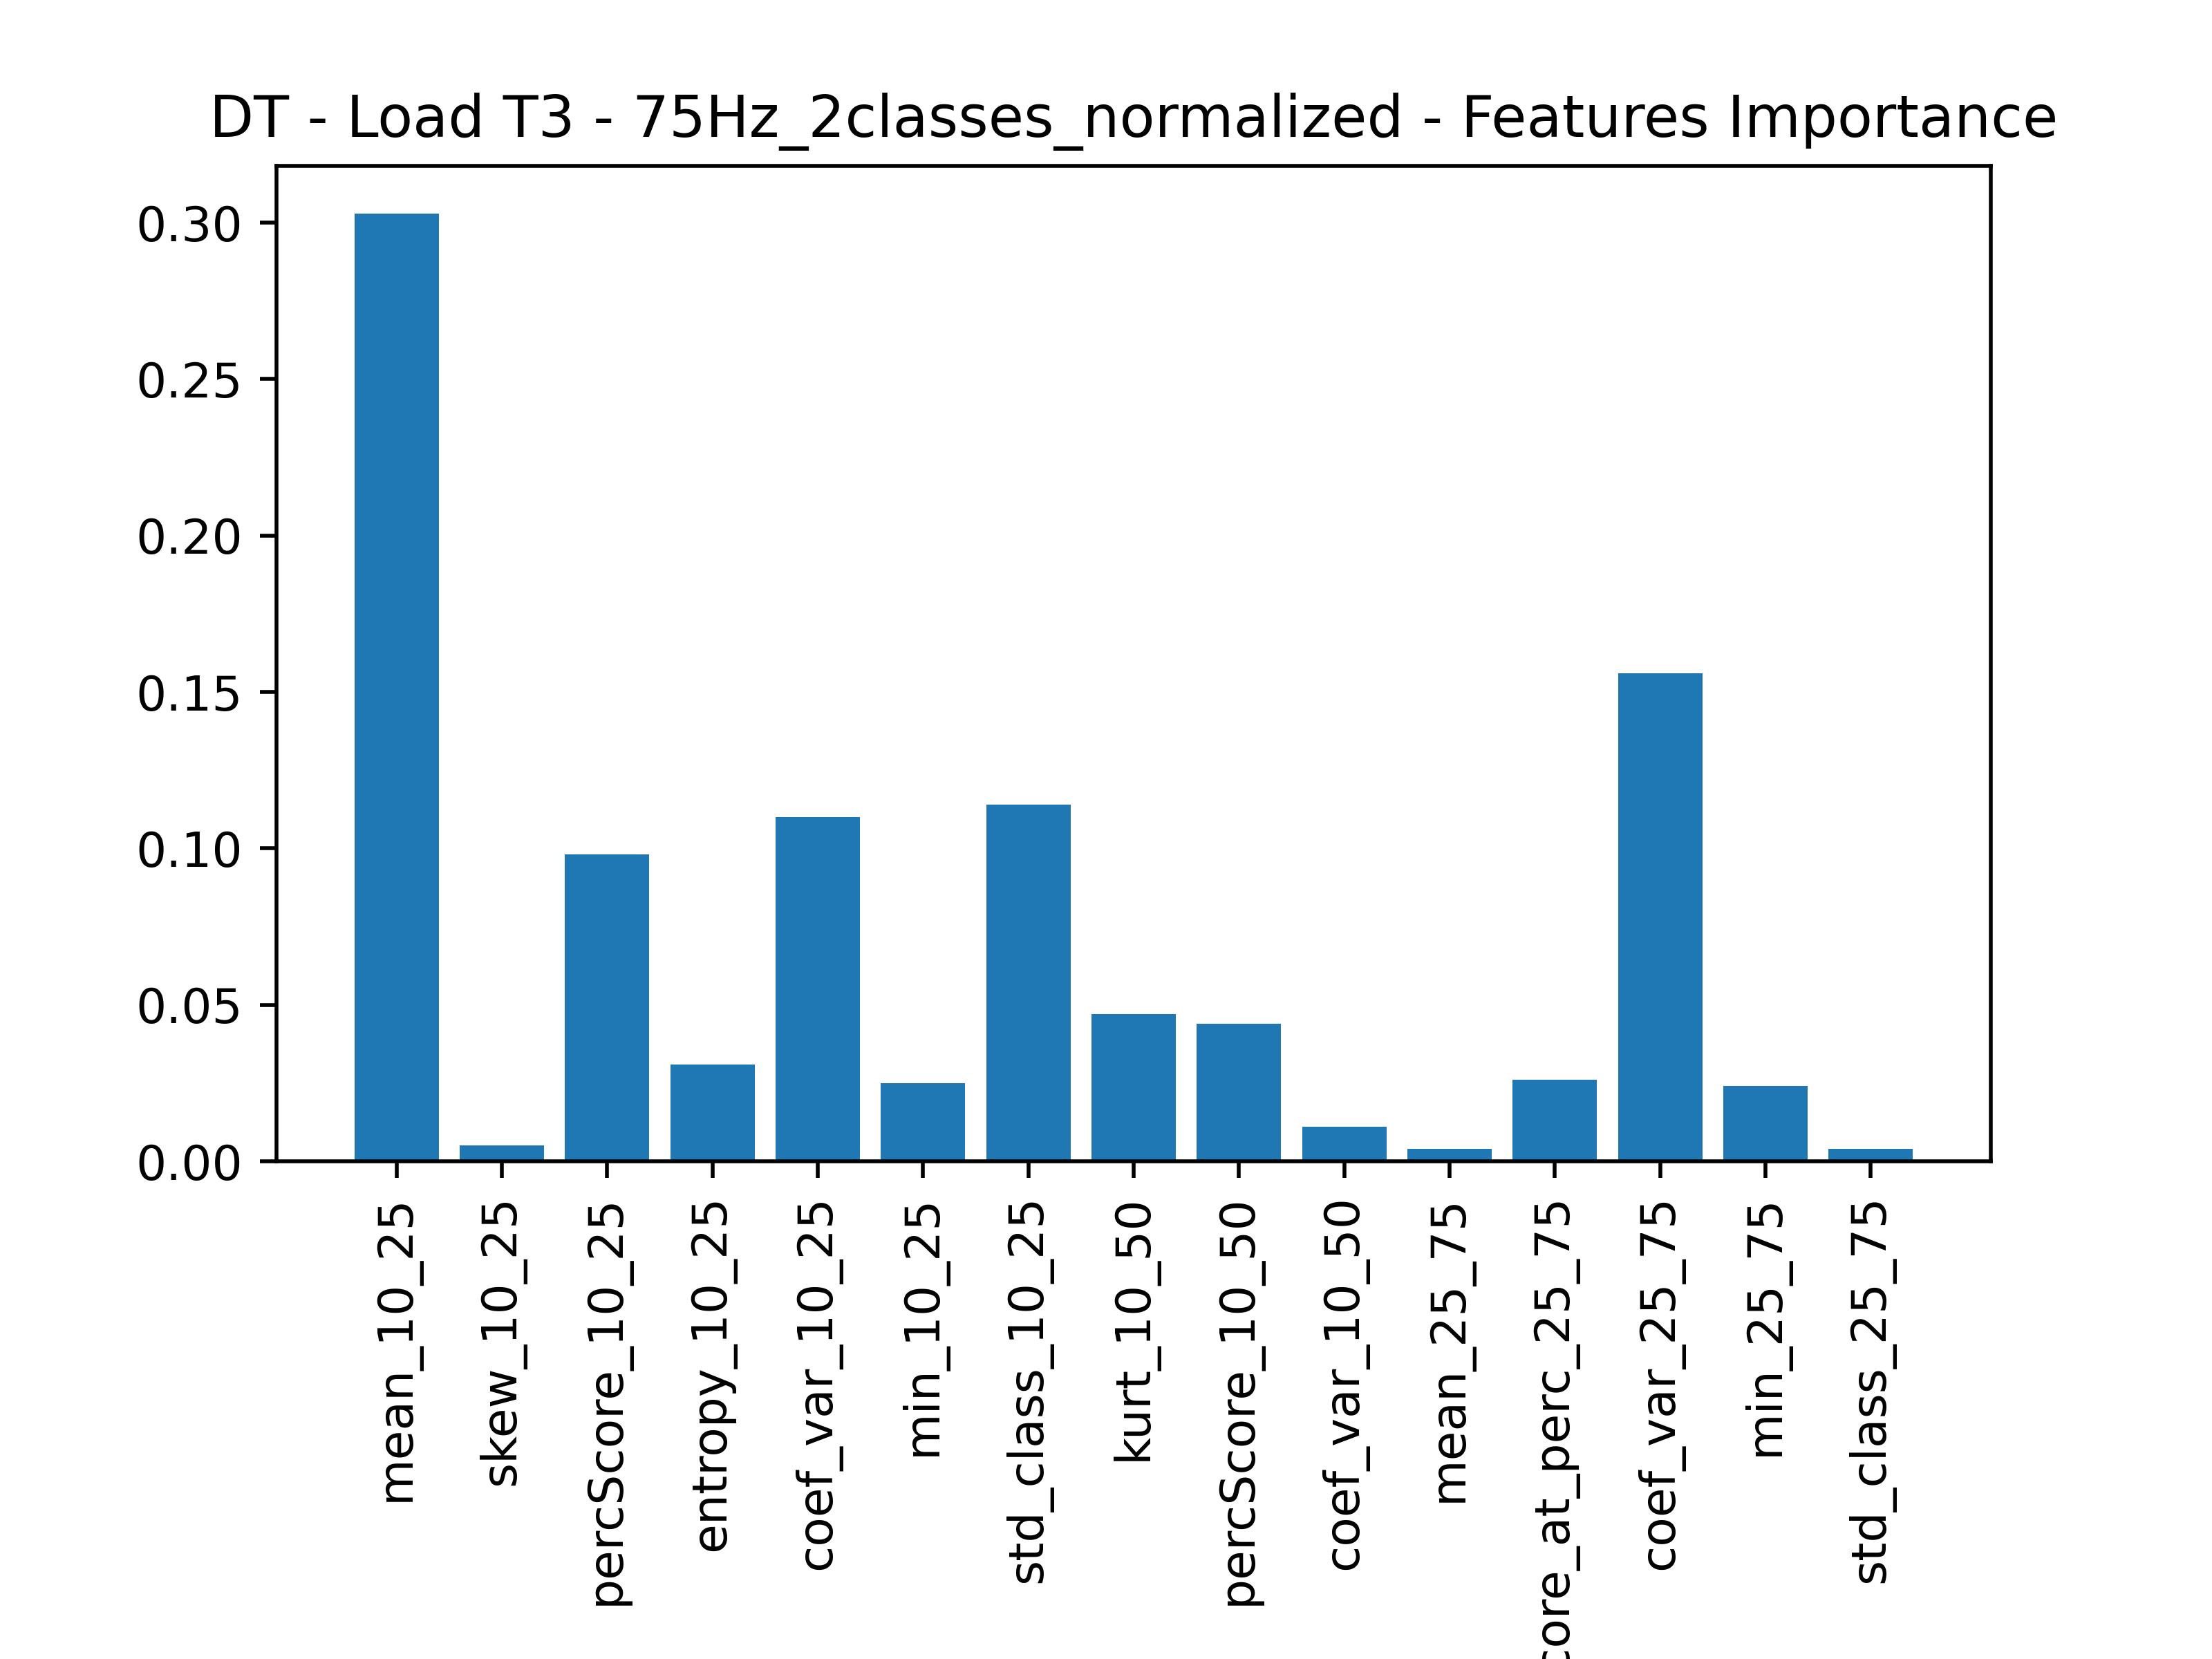 DT - Load T3 - 75Hz_2classes_normalized - Features Importance
0.30
0.25
0.20
0.15
0.10
0.05
0.00
mean_10_25
skew_10_25
percScore_10_25
entropy_10_25
coef_var_10_25
min_10_25
std_class_10_25
kurt_10_50
percScore_10_50
coef_var_10_50
mean_25_75
core_at_perc_25_75
coef_var_25_75
min_25_75
std_class_25_75